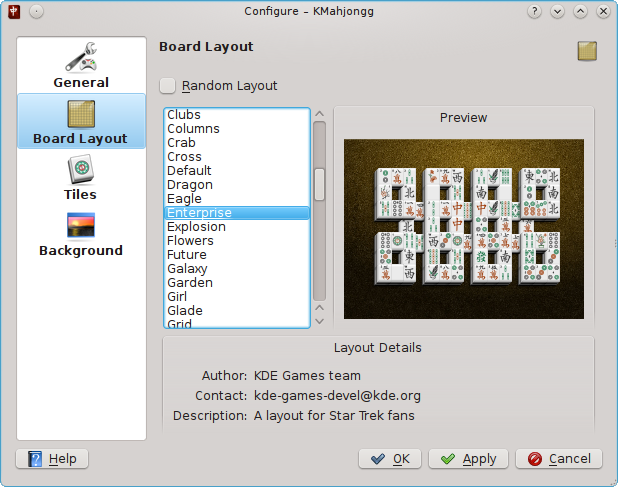 Configure – KMahjongg
General
Board Layout
Tiles
Background
Board Layout
Random Layout
Clubs
Columns
Crab
Cross
Default
Dragon
Eagle
Enterprise
Explosion
Flowers
Future
Galaxy
Garden
Girl
Glade
Grid
Preview
Layout Details
Author: KDE Games team
Contact: kde-games-devel@kde.org
Description: A layout for Star Trek fans
Help
OK
Apply
Cancel